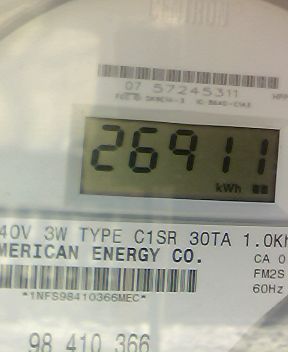 07 57245311
26911
kWh
40V 3W TYPE C1SR 30TA 1.0Kh
MERICAN ENERGY CO.
CA 0
FM2S
60Hz
*1NFS98410366MEC*
98 410 366